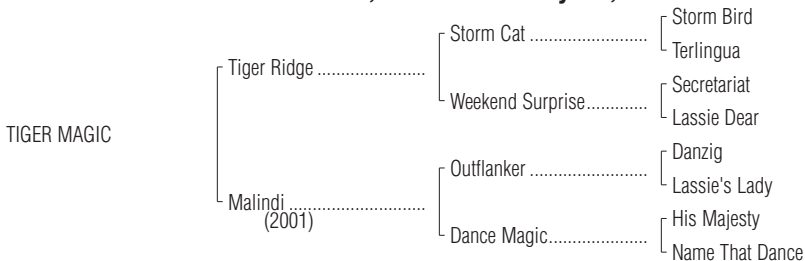 Storm Bird
Storm Cat .........................
Terlingua
Tiger Ridge .......................
Secretariat
Weekend Surprise.............
Lassie Dear
TIGER MAGIC
Danzig
Outflanker .........................
Lassie's Lady
Malindi .............................
(2001)
His Majesty
Dance Magic.....................
Name That Dance